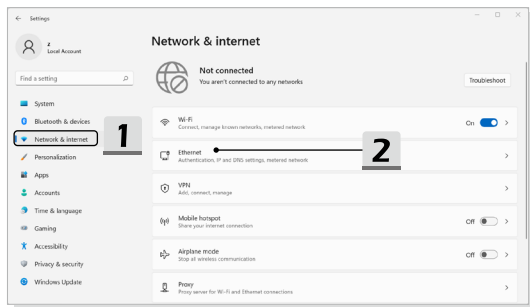 Settings
z
Local Account
Find a setting
System
Bluetooth & devices
Network & internet
Personalization
Apps
Accounts
Time & language
Gaming
Accessibility
Privacy & security
Windows Update
1
Network & internet
Not connected
You aren't connected to any networks
Troubleshoot
Wi-Fi
Connect, manage known networks, metered network
On
Ethernet
Authentication, IP and DNS settings, metered network
2
VPN
Add, connect, manage
Mobile hotspot
Share your internet connection
Off
Airplane mode
Stop all wireless communication
Off
Proxy
Proxy server for Wi-Fi and Ethernet connections